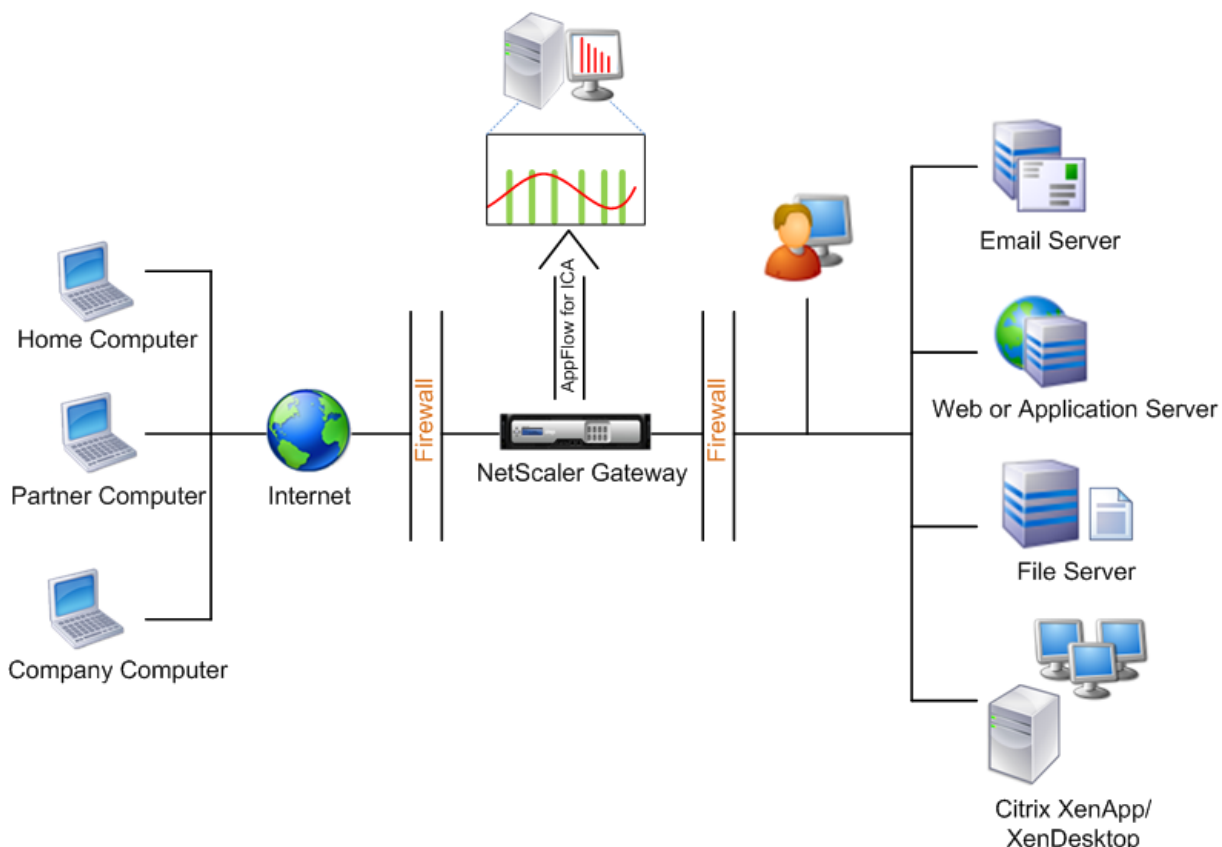 AppFlow for ICA
Home Computer
Partner Computer
Company Computer
Internet
Firewall
NetScaler Gateway
Firewall
Email Server
Web or Application Server
File Server
Citrix XenApp/
XenDesktop